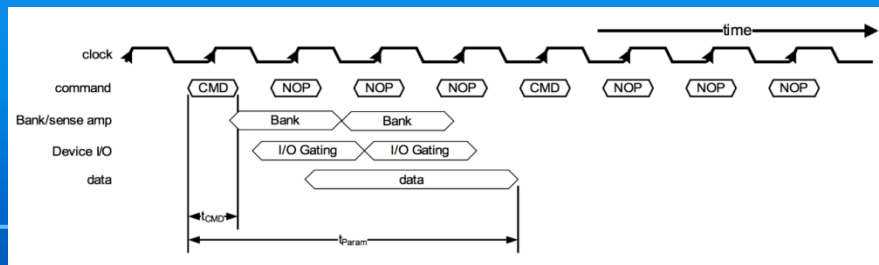 time
clock
command CMD NOP NOP NOP CMD NOP NOP NOP
Bank/sense amp Bank Bank
Device I/O I/O Gating I/O Gating
data data
tCMD
tParam